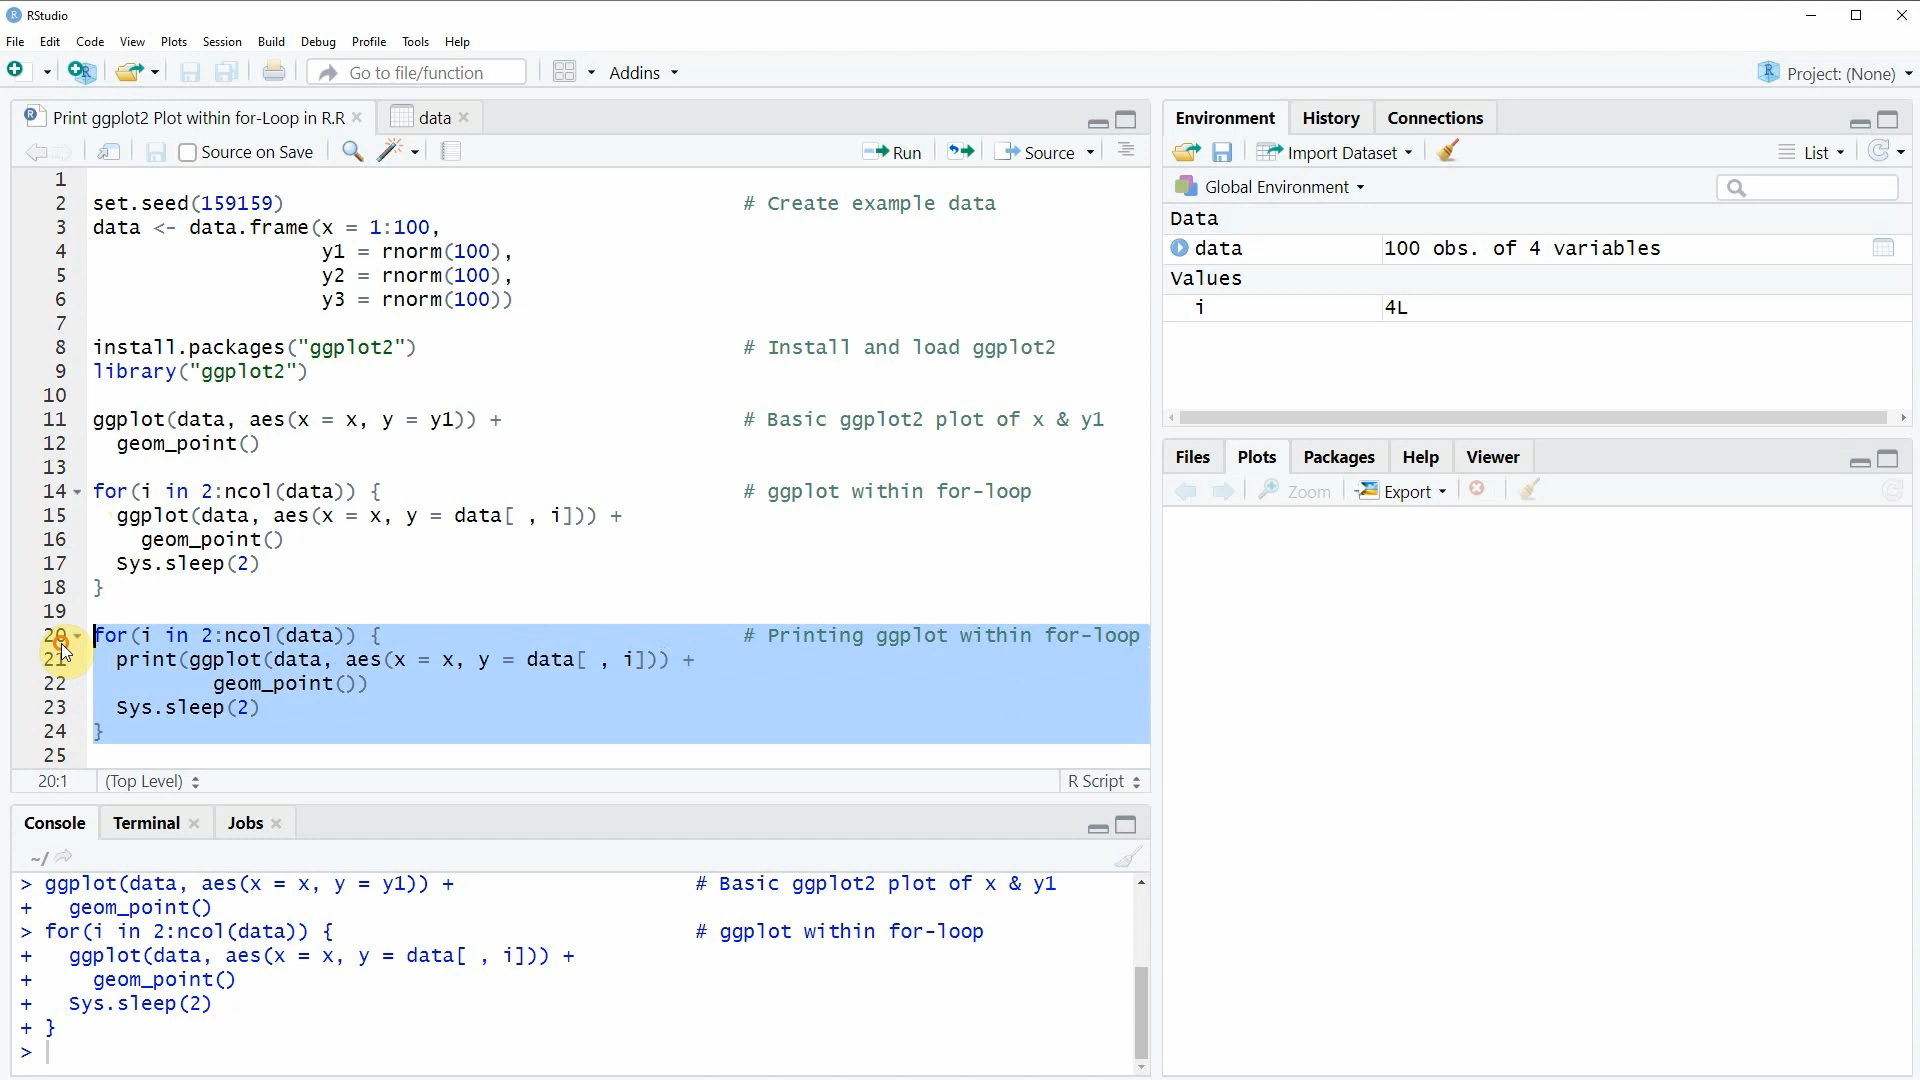 RStudio
File Edit Code View Plots Session Build Debug Profile Tools Help
Go to file/function Addins Project: (None)
Print ggplot2 Plot within for-Loop in R.R data
Source on Save Run Source
1
2 set.seed(159159) # Create example data
3 data <- data.frame(x = 1:100,
4 y1 = rnorm(100),
5 y2 = rnorm(100),
6 y3 = rnorm(100))
7
8 install.packages("ggplot2") # Install and load ggplot2
9 library("ggplot2")
10
11 ggplot(data, aes(x = x, y = y1)) + # Basic ggplot2 plot of x & y1
12 geom_point()
13
14 for(i in 2:ncol(data)) { # ggplot within for-loop
15 ggplot(data, aes(x = x, y = data[ , i])) +
16 geom_point()
17 Sys.sleep(2)
18 }
19
20 for(i in 2:ncol(data)) { # Printing ggplot within for-loop
21 print(ggplot(data, aes(x = x, y = data[ , i])) +
22 geom_point())
23 Sys.sleep(2)
24 }
25
20:1 (Top Level) R Script
Console Terminal Jobs
~/
> ggplot(data, aes(x = x, y = y1)) + # Basic ggplot2 plot of x & y1
+ geom_point()
> for(i in 2:ncol(data)) { # ggplot within for-loop
+ ggplot(data, aes(x = x, y = data[ , i])) +
+ geom_point()
+ Sys.sleep(2)
+ }
>
Environment History Connections
Import Dataset List
Global Environment
Data
data 100 obs. of 4 variables
Values
i 4L
Files Plots Packages Help Viewer
Zoom Export